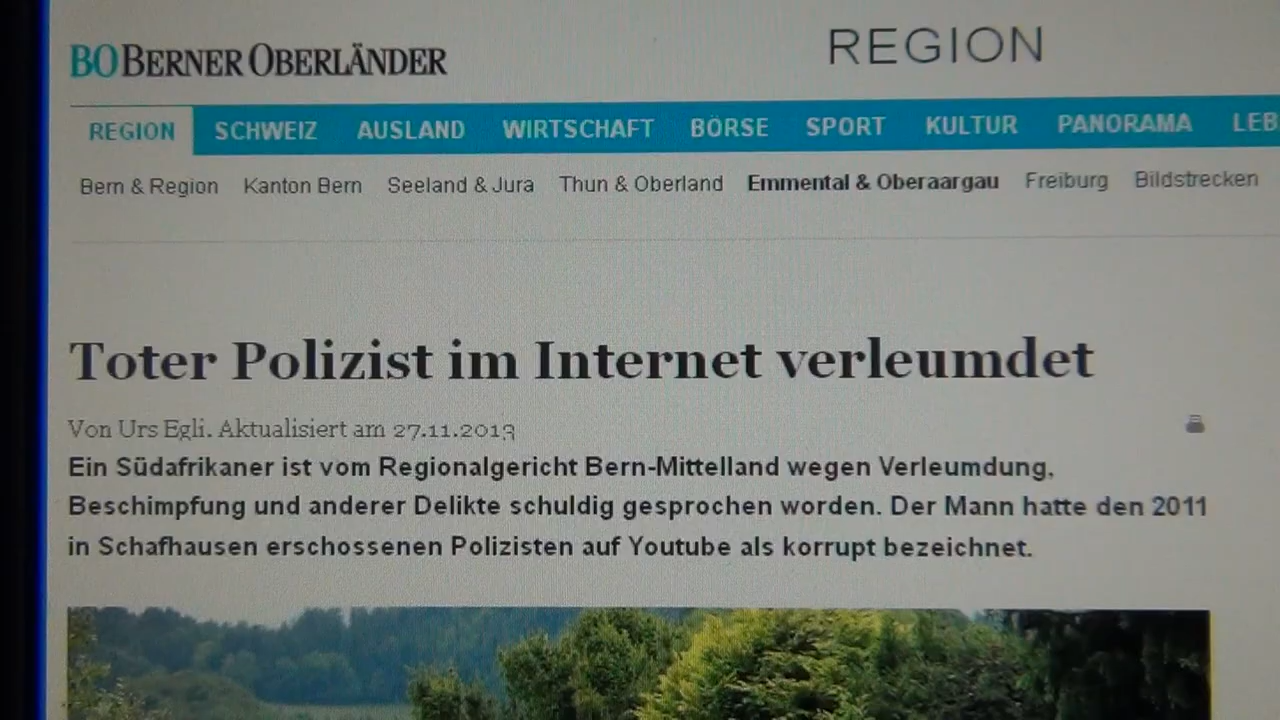 BO BERNER OBERLÄNDER
REGION
REGION SCHWEIZ AUSLAND WIRTSCHAFT BÖRSE SPORT KULTUR PANORAMA LEB
Bern & Region Kanton Bern Seeland & Jura Thun & Oberland Emmental & Oberaargau Freiburg Bildstrecken
Toter Polizist im Internet verleumdet
Von Urs Egli. Aktualisiert am 27.11.2013
Ein Südafrikaner ist vom Regionalgericht Bern-Mittelland wegen Verleumdung,
Beschimpfung und anderer Delikte schuldig gesprochen worden. Der Mann hatte den 2011
in Schafhausen erschossenen Polizisten auf Youtube als korrupt bezeichnet.